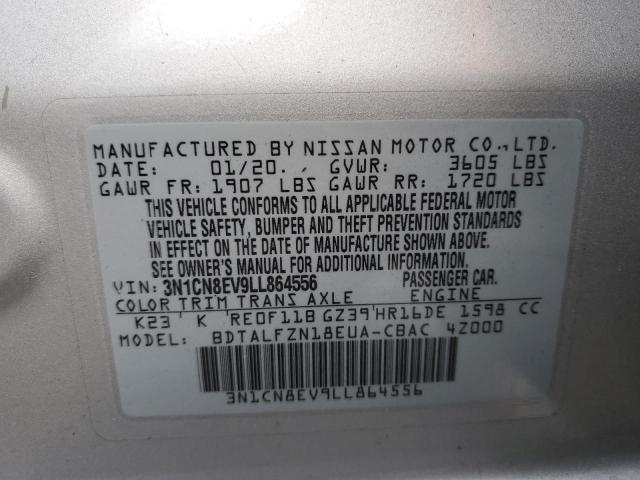 MANUFACTURED BY NISSAN MOTOR CO., LTD.
DATE: 01/20. GVWR: 3605 LBS
GAWR FR: 1907 LBS GAWR RR: 1720 LBS
THIS VEHICLE CONFORMS TO ALL APPLICABLE FEDERAL MOTOR
VEHICLE SAFETY, BUMPER AND THEFT PREVENTION STANDARDS
IN EFFECT ON THE DATE OF MANUFACTURE SHOWN ABOVE.
SEE OWNER'S MANUAL FOR ADDITIONAL INFORMATION.
VIN: 3N1CN8EV9LL864556 PASSENGER CAR.
COLOR TRIM TRANS AXLE ENGINE
K23 K RE0F11B GZ39 HR16DE 1598 CC
BDTALFZN18EUA-CBAC 4Z000
3N1CN8EV9LL864556